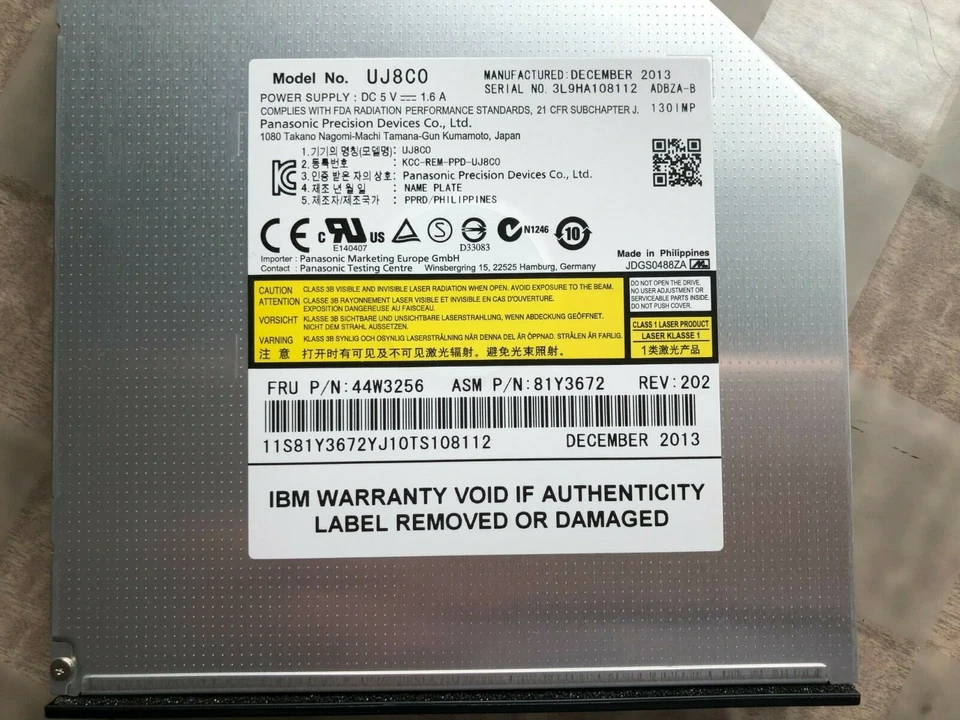 Model No. UJ8C0
MANUFACTURED:DECEMBER 2013
SERIAL NO. 3L9HA108112 ADBZA-B
POWER SUPPLY : DC 5 V ⎓ 1.6 A
COMPLIES WITH FDA RADIATION PERFORMANCE STANDARDS, 21 CFR SUBCHAPTER J. 130IMP
Panasonic Precision Devices Co., Ltd.
1080 Takano Nagomi-Machi Tamana-Gun Kumamoto, Japan
1.기기의 명칭(모델명): UJ8C0
2.등록번호 : KCC-REM-PPD-UJ8C0
3.인증 받은 자의 상호: Panasonic Precision Devices Co., Ltd.
4.제조 년 월 일 : NAME PLATE
5.제조자/제조국가 : PPRD/PHILIPPINES
CE c RU US S N1246 10
E140407 D33083
Importer : Panasonic Marketing Europe GmbH
Contact : Panasonic Testing Centre Winsbergring 15, 22525 Hamburg, Germany
Made in Philippines
JDGS0488ZA
CAUTION CLASS 3B VISIBLE AND INVISIBLE LASER RADIATION WHEN OPEN. AVOID EXPOSURE TO THE BEAM.
ATTENTION CLASSE 3B RAYONNEMENT LASER VISIBLE ET INVISIBLE EN CAS D'OUVERTURE.
EXPOSITION DANGEREUSE AU FAISCEAU.
VORSICHT KLASSE 3B SICHTBARE UND UNSICHTBARE LASERSTRAHLUNG, WENN ABDECKUNG GEÖFFNET.
NICHT DEM STRAHL AUSSETZEN.
VARNING KLASS 3B SYNLIG OCH OSYNLIG LASERSTRÅLNING NÄR DENNA DEL ÄR ÖPPNAD. STRÅLEN ÄR FARLIG.
注 意 打开时有可见及不可见激光辐射。避免光束照射。
DO NOT OPEN THE DRIVE.
NO USER ADJUSTMENT OR
SERVICEABLE PARTS INSIDE.
DO NOT PUSH COVER.
CLASS 1 LASER PRODUCT
LASER KLASSE 1
1类激光产品
FRU P/N:44W3256 ASM P/N:81Y3672 REV:202
11S81Y3672YJ10TS108112 DECEMBER 2013
IBM WARRANTY VOID IF AUTHENTICITY
LABEL REMOVED OR DAMAGED